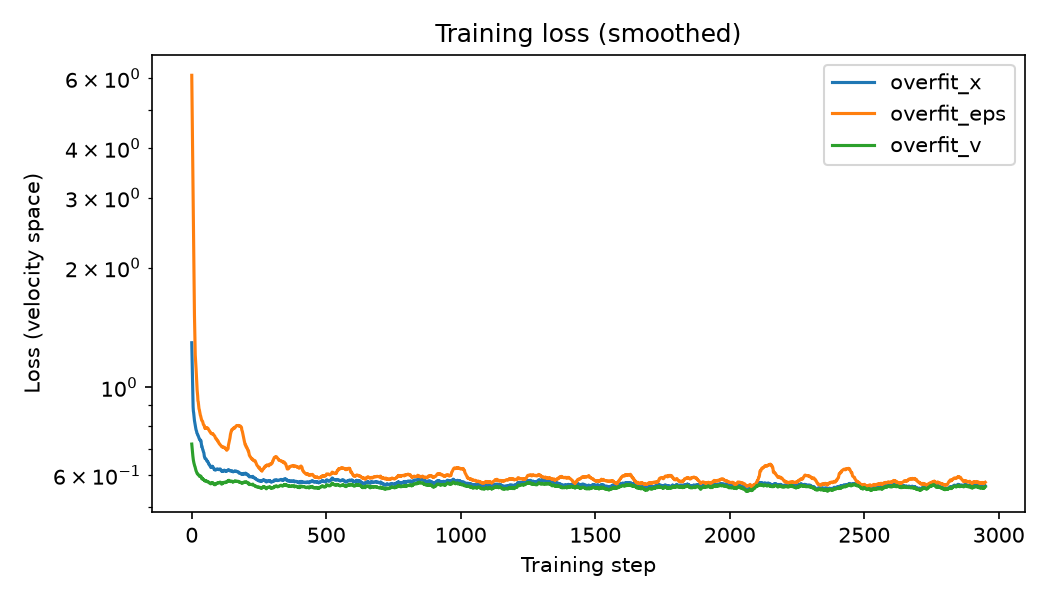 Training loss (smoothed)
Loss (velocity space)
6 × 10⁰
4 × 10⁰
3 × 10⁰
2 × 10⁰
10⁰
6 × 10⁻¹
overfit_x
overfit_eps
overfit_v
0 500 1000 1500 2000 2500 3000
Training step